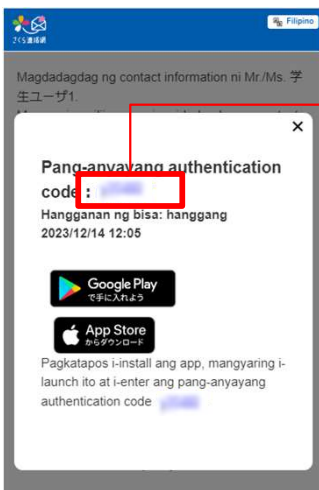 さくら連絡網
Filipino
Magdadagdag ng contact information ni Mr./Ms. 学
生ユーザ1.
×
Pang-anyayang authentication
code :
Hangganan ng bisa: hanggang
2023/12/14 12:05
Google Play
で手に入れよう
App Store
からダウンロード
Pagkatapos i-install ang app, mangyaring i-
launch ito at i-enter ang pang-anyayang
authentication code